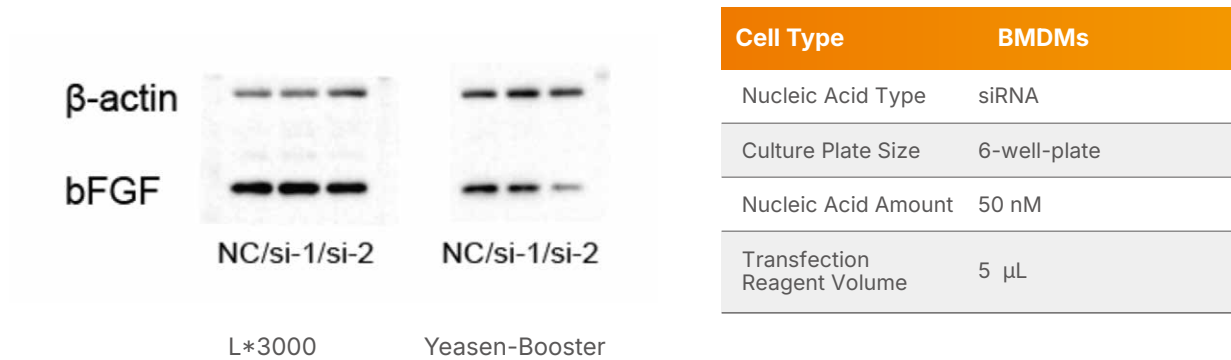 β-actin
bFGF
NC/si-1/si-2
NC/si-1/si-2
L*3000
Yeasen-Booster
Cell Type BMDMs
Nucleic Acid Type siRNA
Culture Plate Size 6-well-plate
Nucleic Acid Amount 50 nM
Transfection
Reagent Volume 5 μL